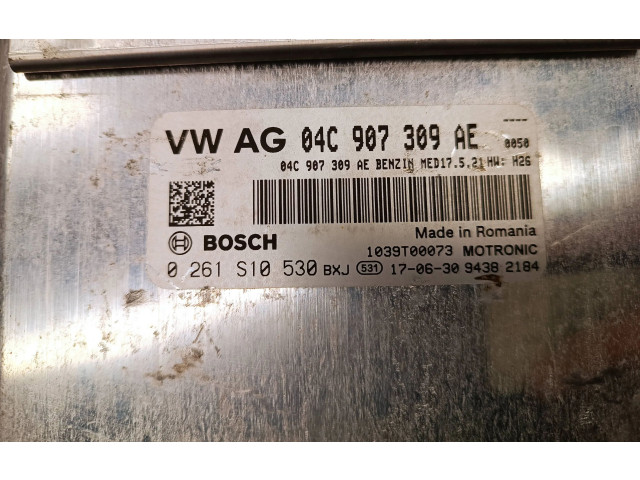 ----
VW AG 04C 907 309 AE 0050
04C 907 309 AE BENZIN MED17.5.21 HW: H26
BOSCH
Made in Romania
1039T00073 MOTRONIC
0 261 S10 530 BXJ 531 17-06-30 9438 2184